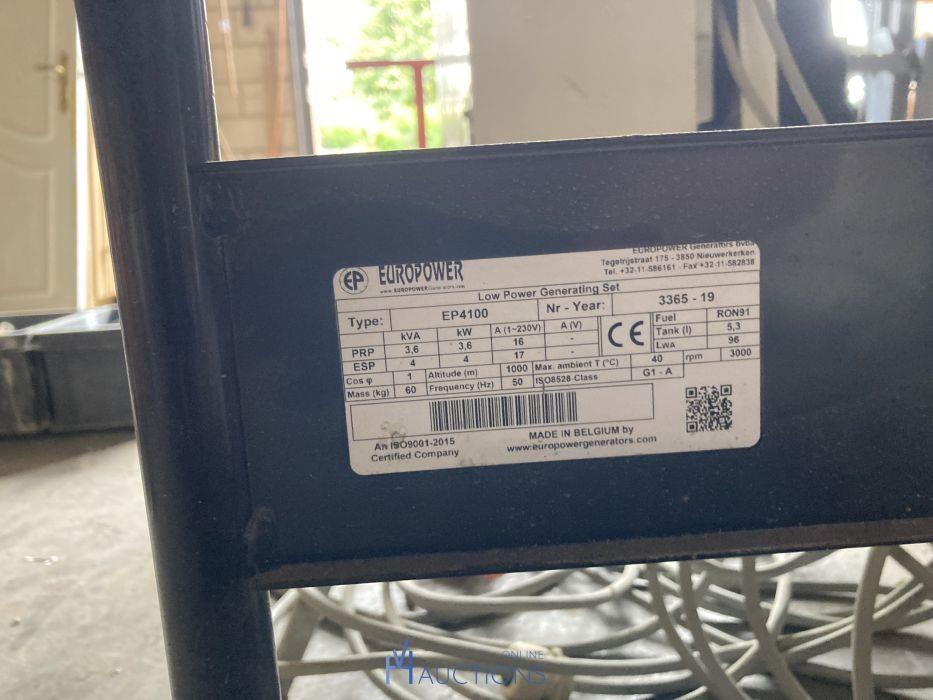 EP EUROPOWER
www.EUROPOWERGenerators.com
EUROPOWER Generators bvba
Tegelrijstraat 175 - 3850 Nieuwerkerken
Tel. +32-11-586161 - Fax +32-11-582838
Low Power Generating Set
Type: EP4100 Nr - Year: 3365 - 19
kVA kW A (1~230V) A (V) CE Fuel RON91
PRP 3,6 3,6 16 - Tank (l) 5,3
ESP 4 4 17 - LWA 96
Cos φ 1 Altitude (m) 1000 Max. ambient T (°C) 40 rpm 3000
Mass (kg) 60 Frequency (Hz) 50 ISO8528-Class G1 - A
An ISO9001-2015
Certified Company
MADE IN BELGIUM by
www.europowergenerators.com
ONLINE
AUCTIONS